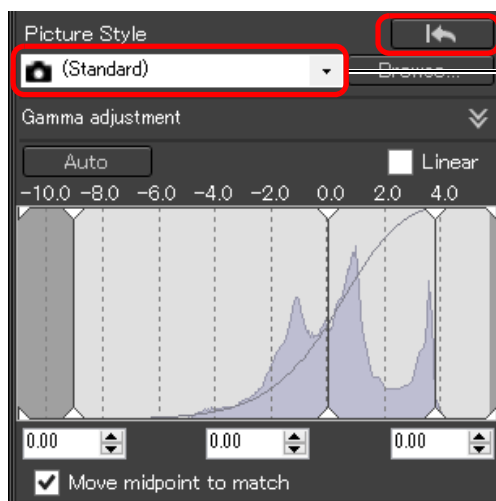 Picture Style
(Standard)
Browse...
Gamma adjustment
Auto
Linear
-10.0 -8.0 -6.0 -4.0 -2.0 0.0 2.0 4.0
0.00 0.00 0.00
Move midpoint to match